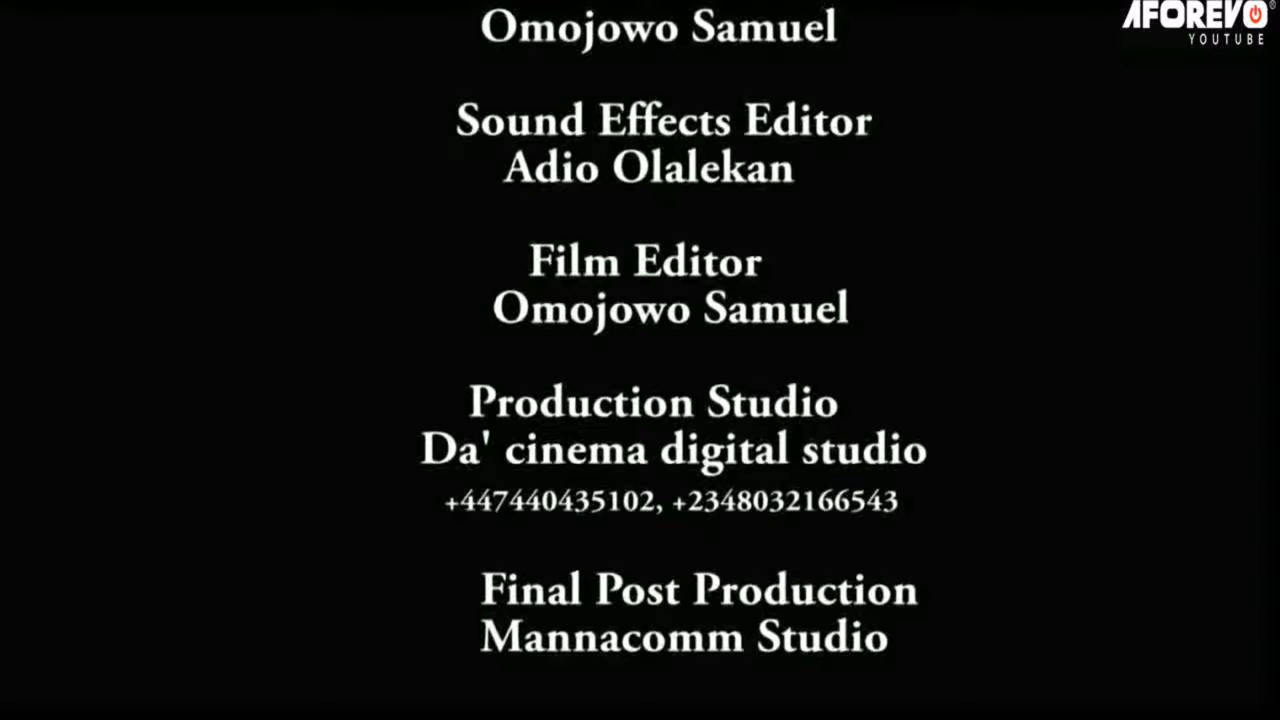 AFOREVO®
YOUTUBE
Omojowo Samuel
Sound Effects Editor
Adio Olalekan
Film Editor
Omojowo Samuel
Production Studio
Da' cinema digital studio
+447440435102, +2348032166543
Final Post Production
Mannacomm Studio